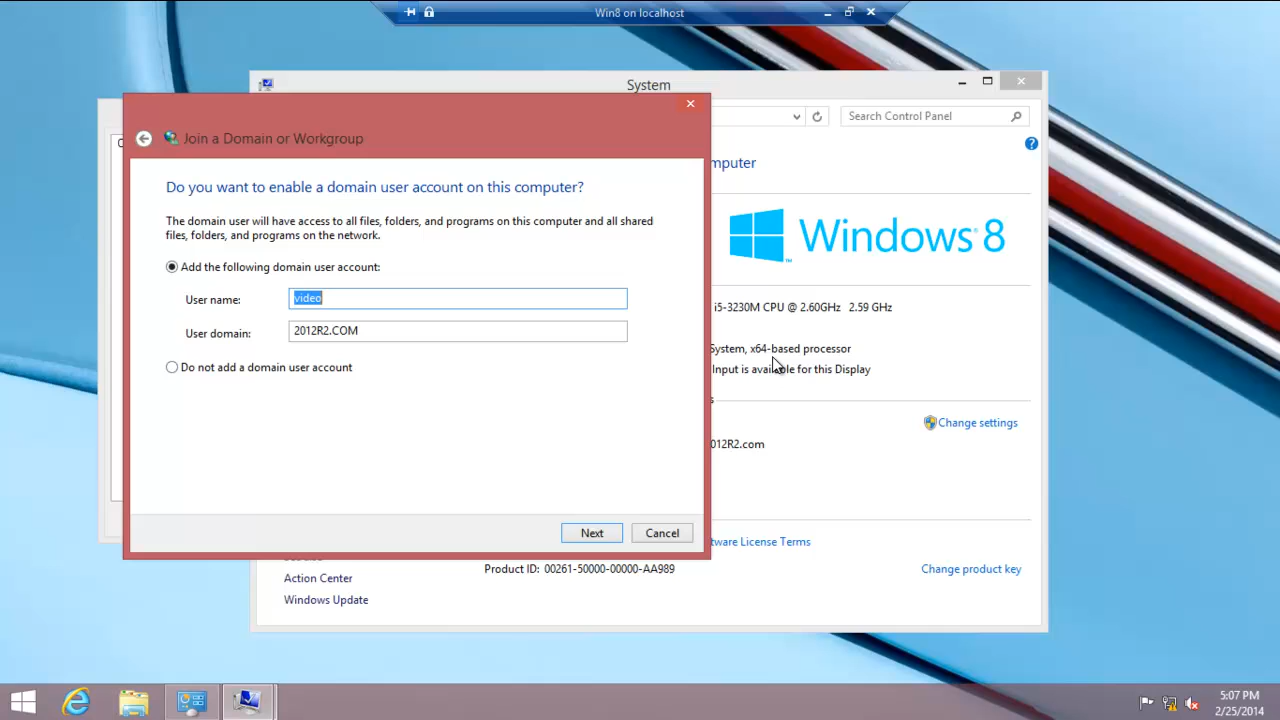 Win8 on localhost
System
Search Control Panel
Join a Domain or Workgroup
mputer
Do you want to enable a domain user account on this computer?
The domain user will have access to all files, folders, and programs on this computer and all shared
files, folders, and programs on the network.
Windows 8
Add the following domain user account:
User name: video
i5-3230M CPU @ 2.60GHz 2.59 GHz
User domain: 2012R2.COM
System, x64-based processor
Do not add a domain user account
Input is available for this Display
Change settings
012R2.com
Next Cancel
tware License Terms
Product ID: 00261-50000-00000-AA989
Change product key
Action Center
Windows Update
5:07 PM
2/25/2014